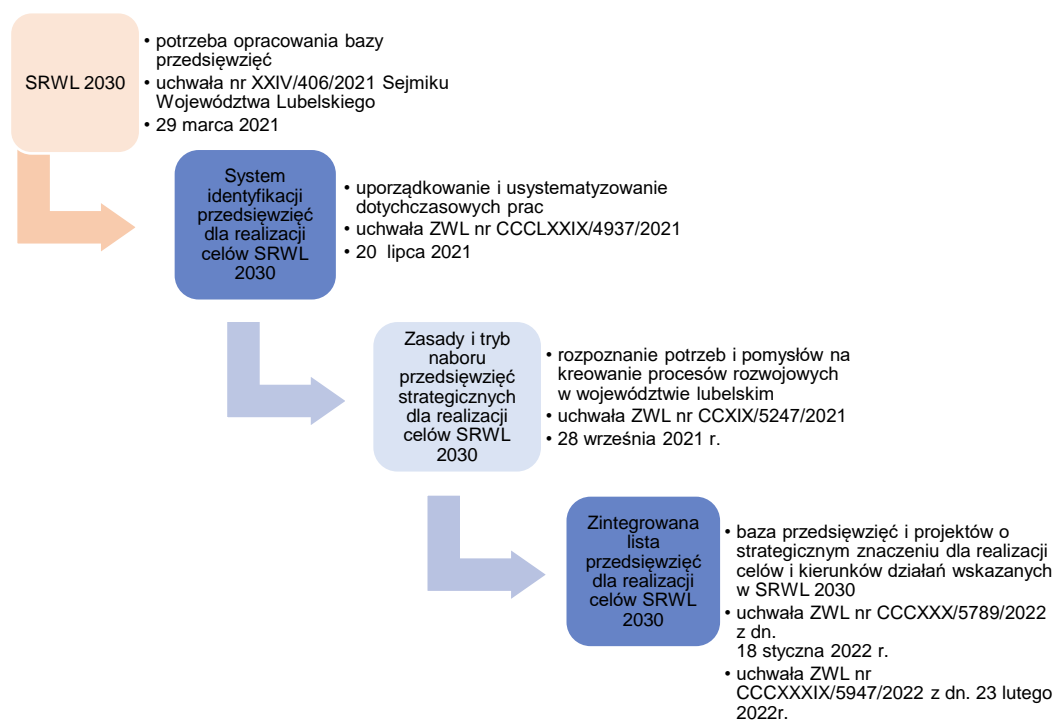 SRWL 2030
• potrzeba opracowania bazy
przedsięwzięć
• uchwała nr XXIV/406/2021 Sejmiku
Województwa Lubelskiego
• 29 marca 2021
System
identyfikacji
przedsięwzięć
dla realizacji
celów SRWL
2030
• uporządkowanie i usystematyzowanie
dotychczasowych prac
• uchwała ZWL nr CCCLXXIX/4937/2021
• 20 lipca 2021
Zasady i tryb
naboru
przedsięwzięć
strategicznych
dla realizacji
celów SRWL
2030
• rozpoznanie potrzeb i pomysłów na
kreowanie procesów rozwojowych
w województwie lubelskim
• uchwała ZWL nr CCXIX/5247/2021
• 28 września 2021 r.
Zintegrowana
lista
przedsięwzięć
dla realizacji
celów SRWL
2030
• baza przedsięwzięć i projektów o
strategicznym znaczeniu dla realizacji
celów i kierunków działań wskazanych
w SRWL 2030
• uchwała ZWL nr CCCXXX/5789/2022
z dn.
18 styczna 2022 r.
• uchwała ZWL nr
CCCXXXIX/5947/2022 z dn. 23 lutego
2022r.